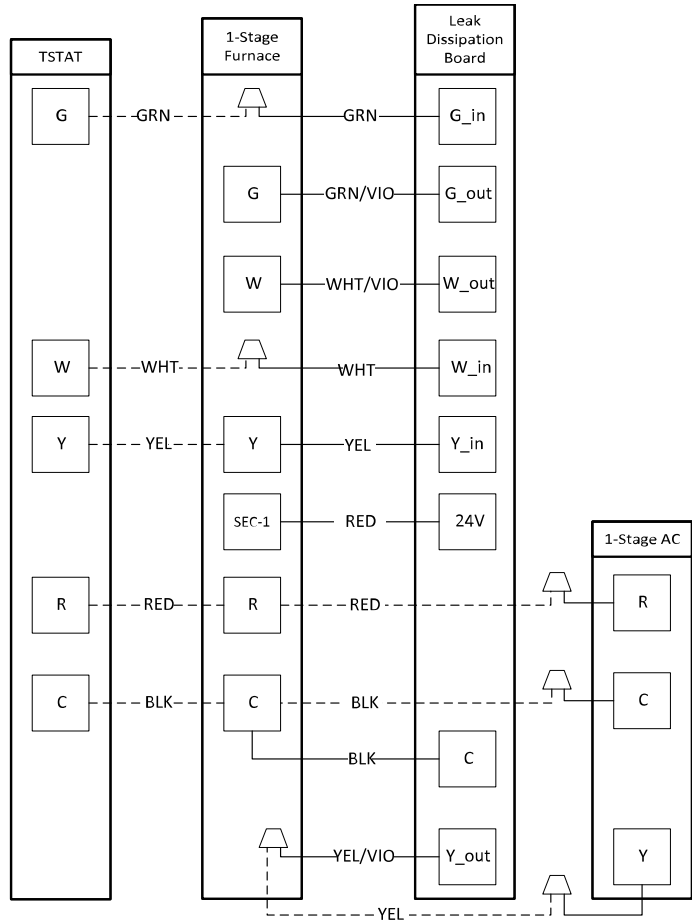 TSTAT
1-Stage
Furnace
Leak
Dissipation
Board
G GRN GRN G_in
G GRN/VIO G_out
W WHT/VIO W_out
W WHT WHT W_in
Y YEL Y YEL Y_in
SEC-1 RED 24V
1-Stage AC
R RED R RED R
C BLK C BLK C
BLK C
YEL/VIO Y_out Y
YEL